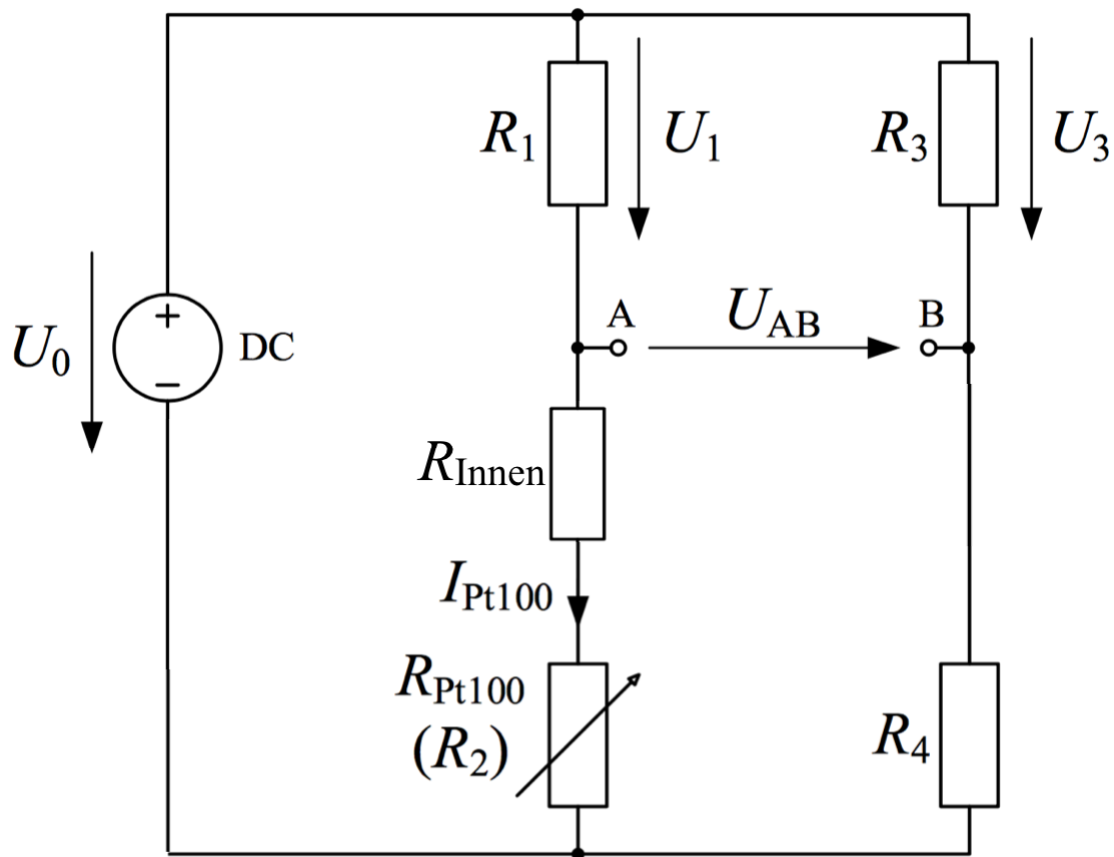 R1
U1
R3
U3
U0
+
−
DC
A
UAB
B
RInnen
IPt100
RPt100
(R2)
R4